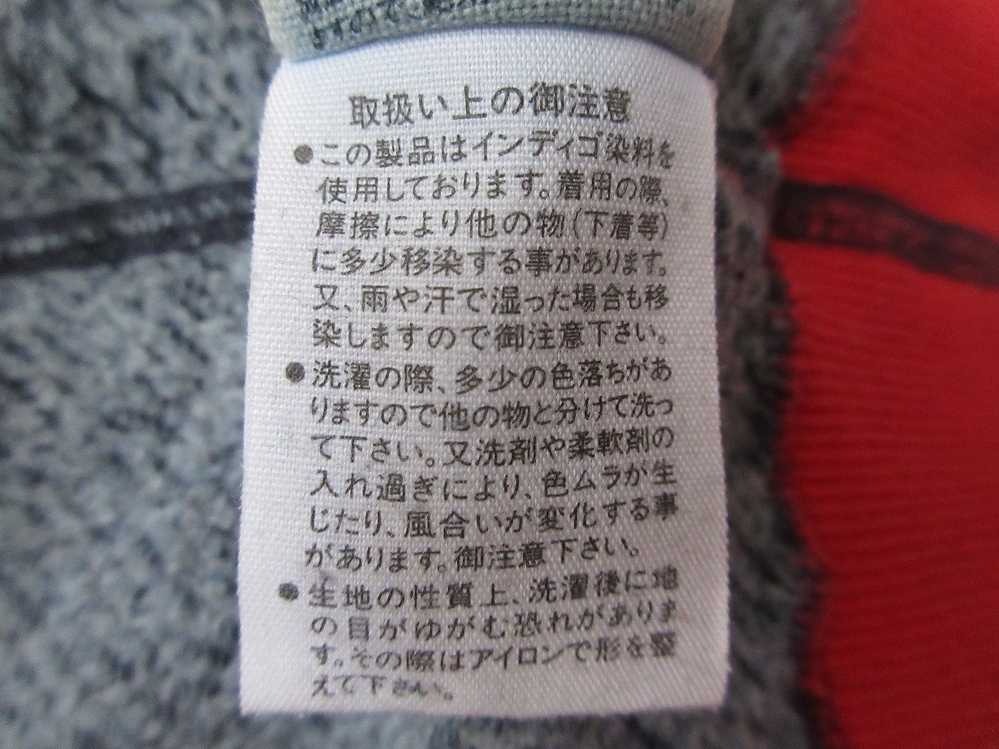 取扱い上の御注意
●この製品はインディゴ染料を
使用しております。着用の際、
摩擦により他の物(下着等)
に多少移染する事があります。
又、雨や汗で湿った場合も移
染しますので御注意下さい。
●洗濯の際、多少の色落ちがあ
りますので他の物と分けて洗っ
て下さい。又洗剤や柔軟剤の
入れ過ぎにより、色ムラが生
じたり、風合いが変化する事
があります。御注意下さい。
●生地の性質上、洗濯後に地
の目がゆがむ恐れがありま
す。その際はアイロンで形を整
えて下さい。